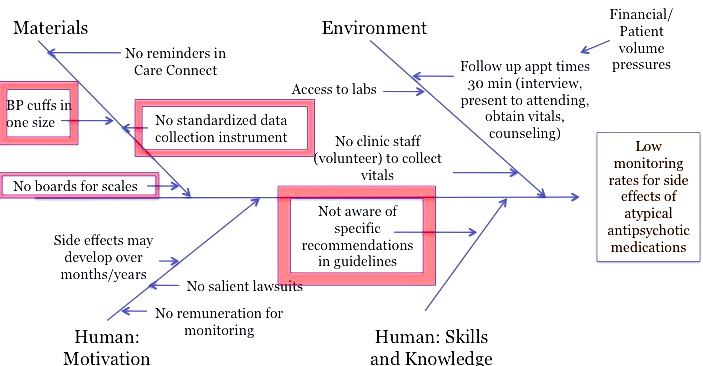 Materials
Environment
Financial/
Patient
volume
pressures
No reminders in
Care Connect
Follow up appt times
30 min (interview,
present to attending,
obtain vitals,
counseling)
Access to labs
BP cuffs in
one size
No standardized data
collection instrument
No clinic staff
(volunteer) to collect
vitals
No boards for scales
Low
monitoring
rates for side
effects of
atypical
antipsychotic
medications
Not aware of
specific
recommendations
in guidelines
Side effects may
develop over
months/years
No salient lawsuits
No remuneration for
monitoring
Human:
Motivation
Human: Skills
and Knowledge